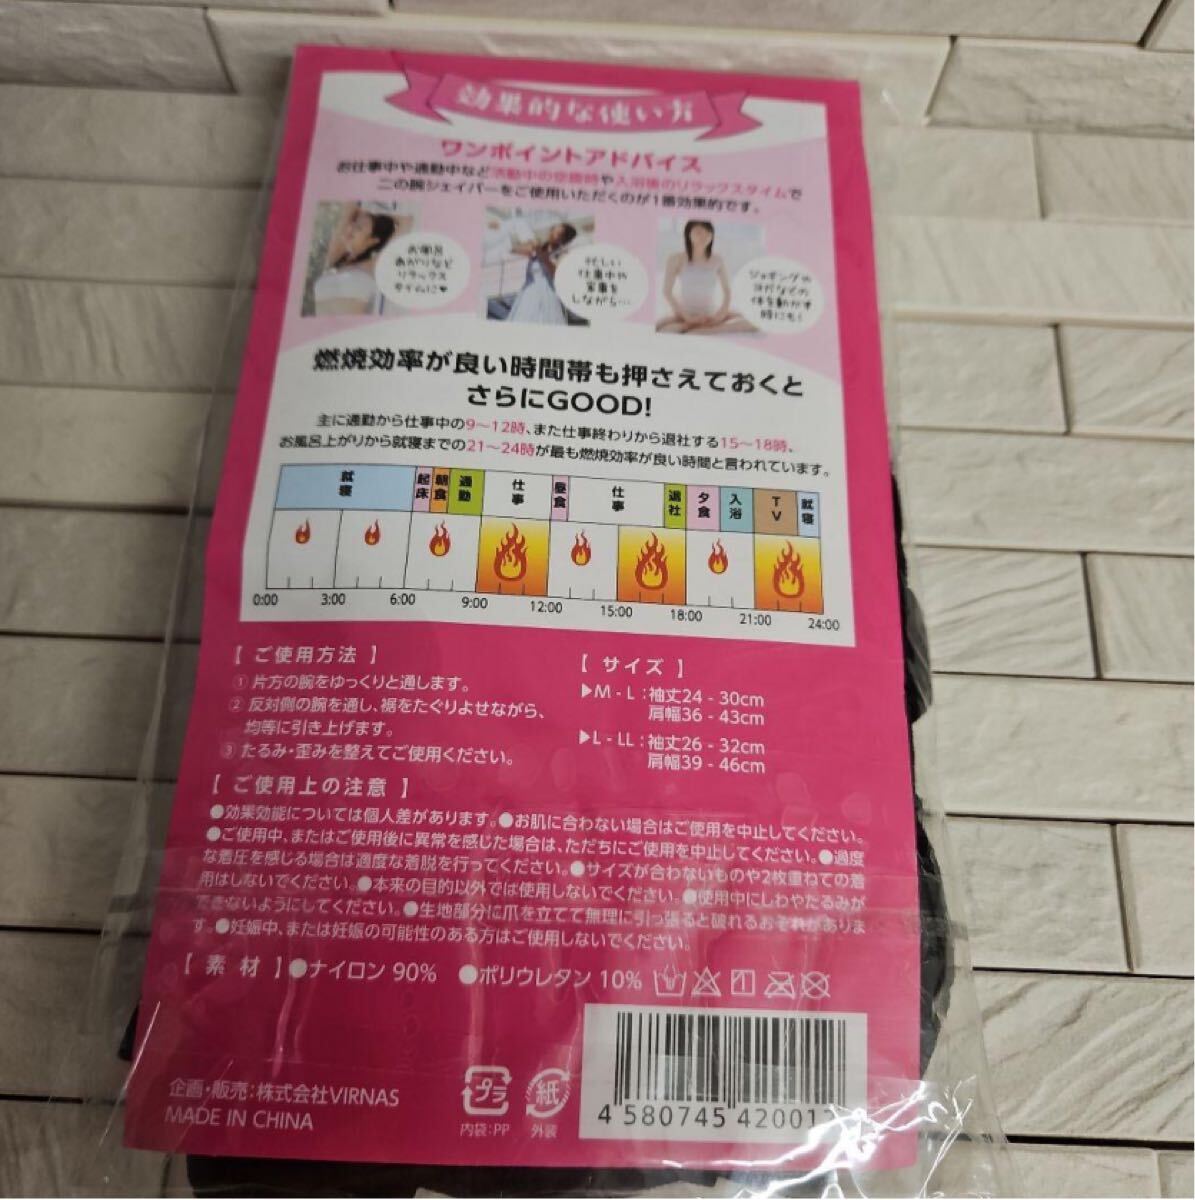 効果的な使い方
ワンポイントアドバイス
お仕事中や通勤中など活動中の空腹時や入浴後のリラックスタイムで
二の腕シェイパーをご使用いただくのが1番効果的です。
お風呂
あがりなど
リラックス
タイムに♥
忙しい
仕事中や
家事を
しながら…
ジョギングや
ヨガなどの
体を動かす
時にも!
燃焼効率が良い時間帯も押さえておくと
さらにGOOD!
主に通勤から仕事中の9〜12時、また仕事終わりから退社する15〜18時、
お風呂上がりから就寝までの21〜24時が最も燃焼効率が良い時間と言われています。
就寝 起床 朝食 通勤 仕事 昼食 仕事 退社 夕食 入浴 TV 就寝
0:00 3:00 6:00 9:00 12:00 15:00 18:00 21:00 24:00
【 ご使用方法 】
① 片方の腕をゆっくりと通します。
② 反対側の腕を通し、裾をたぐりよせながら、
均等に引き上げます。
③ たるみ・歪みを整えてご使用ください。
【 サイズ 】
▶M - L : 袖丈24 - 30cm
肩幅36 - 43cm
▶L - LL : 袖丈26 - 32cm
肩幅39 - 46cm
【 ご使用上の注意 】
●効果効能については個人差があります。●お肌に合わない場合はご使用を中止してください。
●ご使用中、またはご使用後に異常を感じた場合は、ただちにご使用を中止してください。●過度
な着圧を感じる場合は適度な着脱を行ってください。●サイズが合わないものや2枚重ねての着
用はしないでください。●本来の目的以外では使用しないでください。●使用中にしわやたるみが
できないようにしてください。●生地部分に爪を立てて無理に引っ張ると破れるおそれがありま
す。●妊娠中、または妊娠の可能性のある方はご使用しないでください。
【 素 材 】●ナイロン 90% ●ポリウレタン 10%
企画・販売:株式会社VIRNAS
MADE IN CHINA
プラ
内袋:PP
紙
外装
4 580745 42001